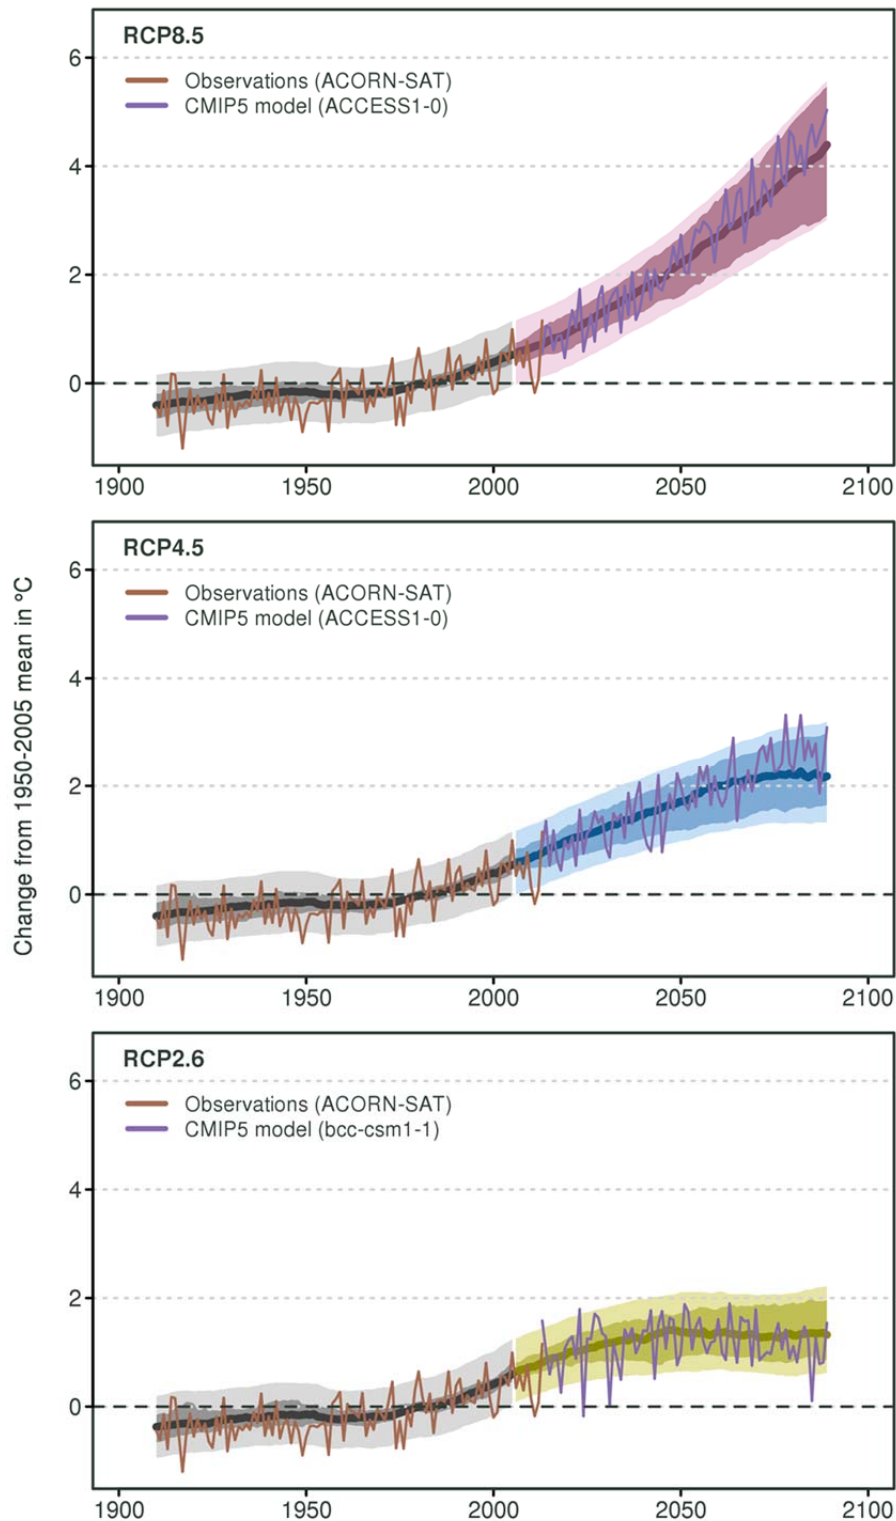 RCP8.5
Observations (ACORN-SAT)
CMIP5 model (ACCESS1-0)
6
4
2
0
1900 1950 2000 2050 2100
Change from 1950-2005 mean in ºC
RCP4.5
Observations (ACORN-SAT)
CMIP5 model (ACCESS1-0)
6
4
2
0
1900 1950 2000 2050 2100
RCP2.6
Observations (ACORN-SAT)
CMIP5 model (bcc-csm1-1)
6
4
2
0
1900 1950 2000 2050 2100